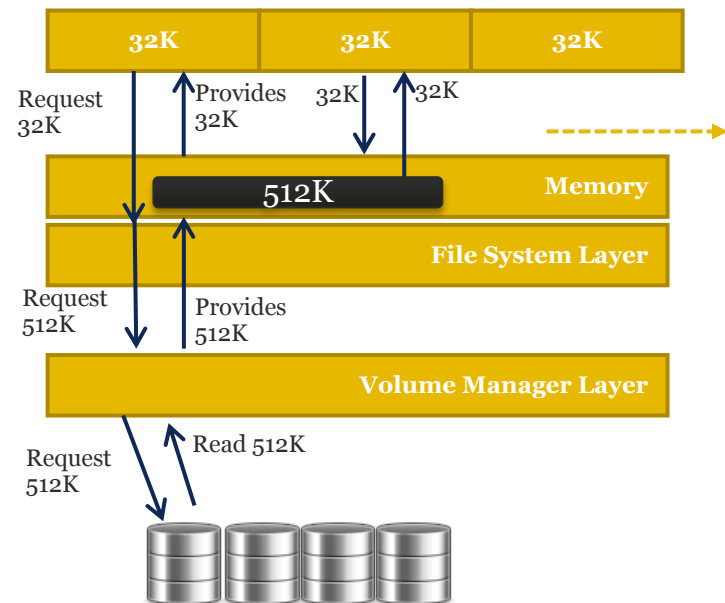 32K 32K 32K
Request
32K
Provides
32K
32K
32K
512K
Memory
File System Layer
Request
512K
Provides
512K
Volume Manager Layer
Read 512K
Request
512K